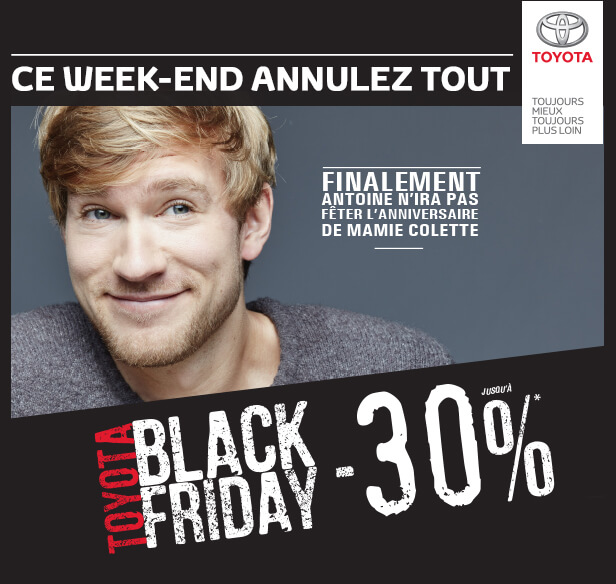 TOYOTA
TOUJOURS
MIEUX
TOUJOURS
PLUS LOIN
CE WEEK-END ANNULEZ TOUT
FINALEMENT
ANTOINE N'IRA PAS
FÊTER L'ANNIVERSAIRE
DE MAMIE COLETTE
TOYOTA
BLACK
FRIDAY
JUSQU'À
-30%*